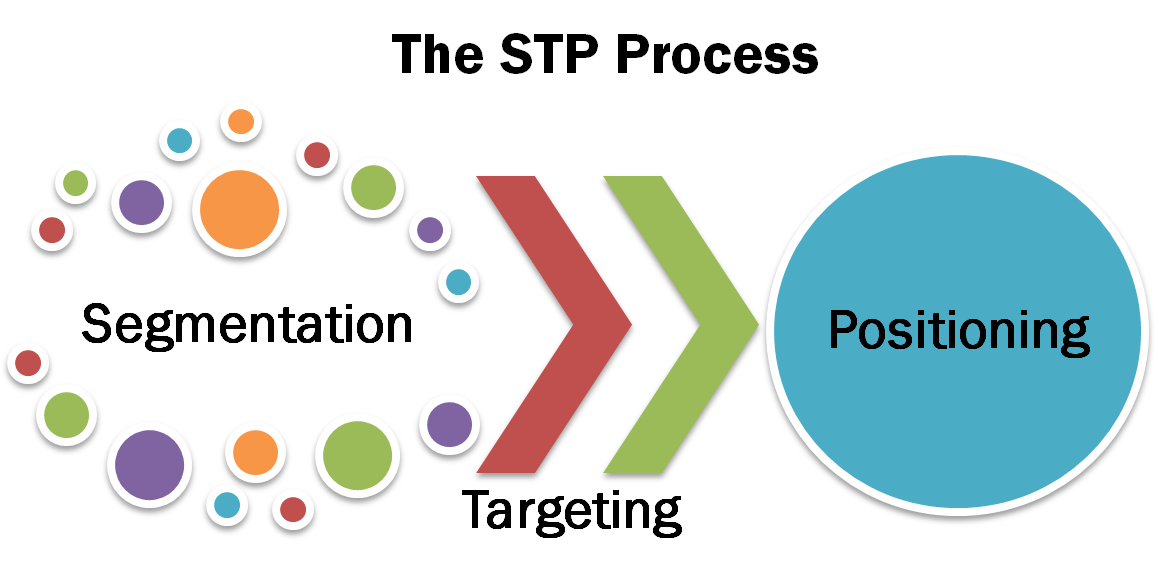 The STP Process
Segmentation
Targeting
Positioning